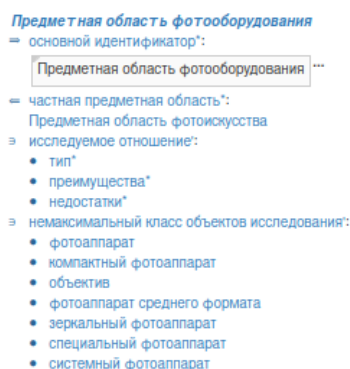 Предметная область фотооборудования
⇒ основной идентификатор*:
Предметная область фотооборудования ...
⇐ частная предметная область*:
Предметная область фотоискусства
∋ исследуемое отношение':
• тип*
• преимущества*
• недостатки*
∋ немаксимальный класс объектов исследования':
• фотоаппарат
• компактный фотоаппарат
• объектив
• фотоаппарат среднего формата
• зеркальный фотоаппарат
• специальный фотоаппарат
• системный фотоаппарат